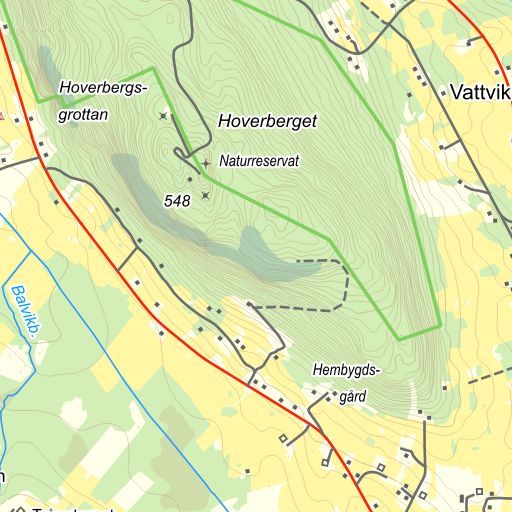 Hoverbergs-
grottan
Vattvik
Hoverberget
Naturreservat
548
Balvikb.
Hembygds-
gård